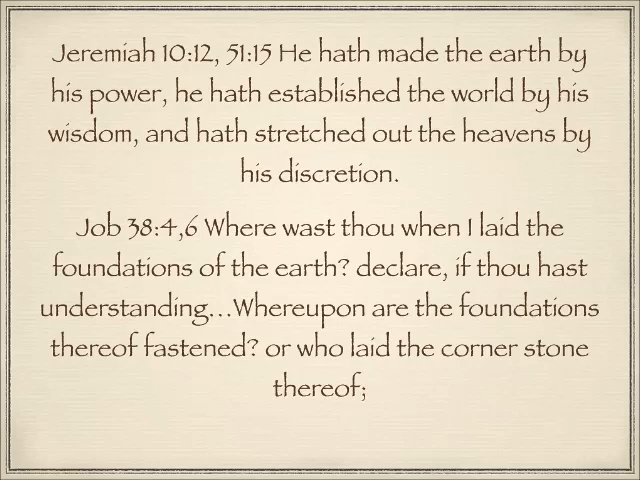 Jeremiah 10:12, 51:15 He hath made the earth by
his power, he hath established the world by his
wisdom, and hath stretched out the heavens by
his discretion.
Job 38:4,6 Where wast thou when I laid the
foundations of the earth? declare, if thou hast
understanding...Whereupon are the foundations
thereof fastened? or who laid the corner stone
thereof;